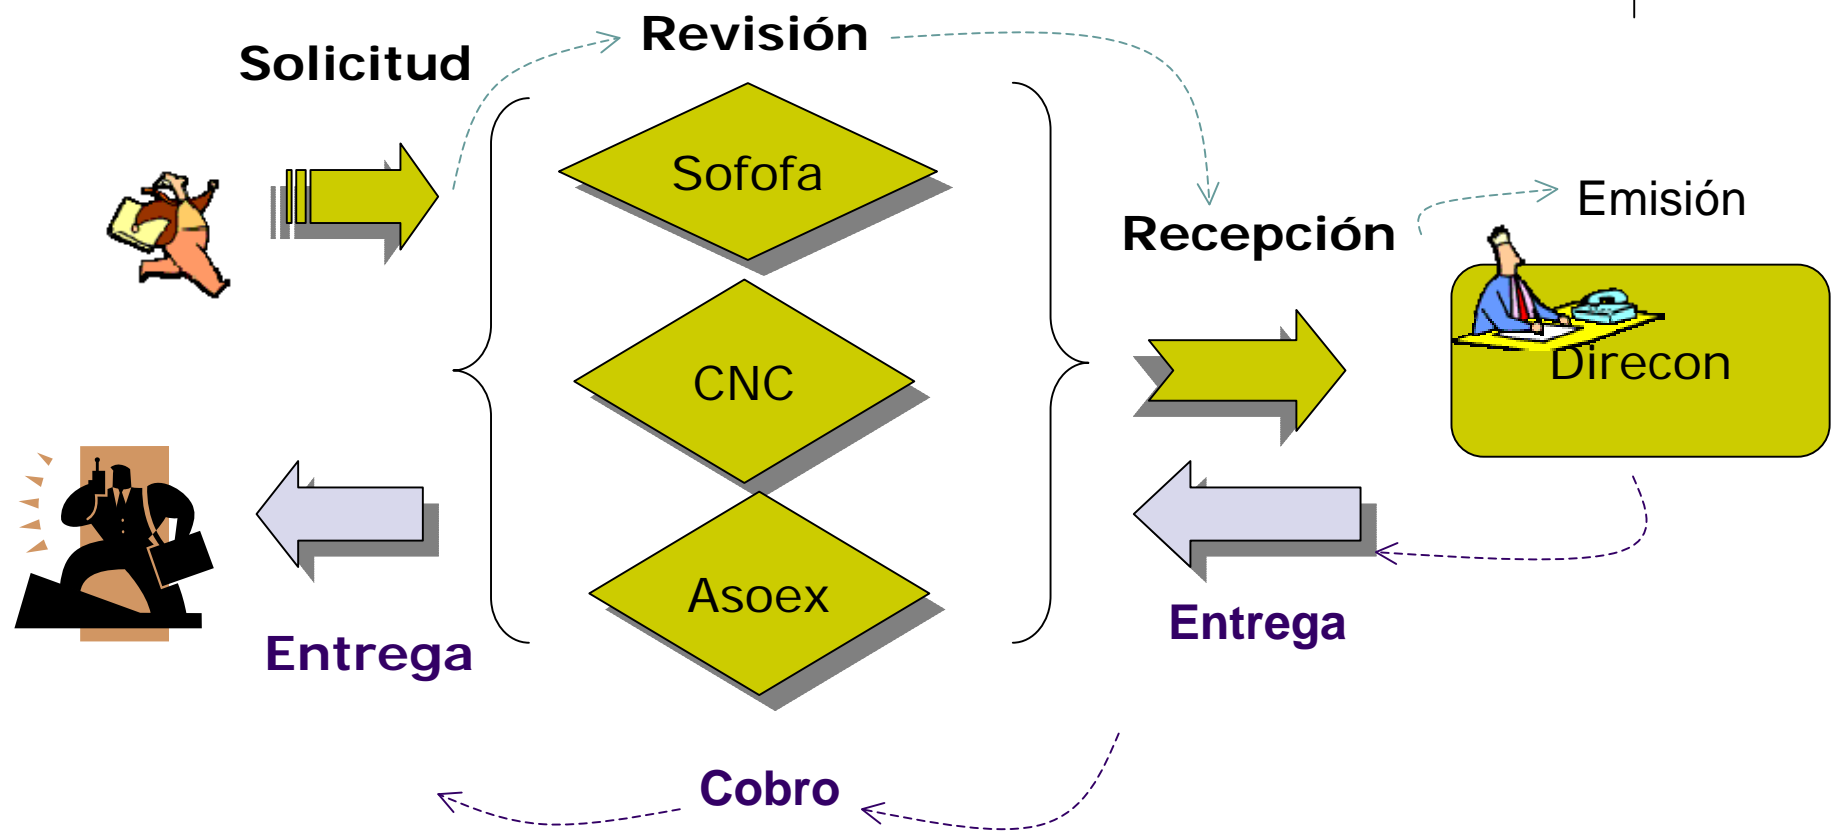 Solicitud
Revisión
Sofofa
CNC
Asoex
Recepción
Emisión
Direcon
Entrega
Cobro
Entrega